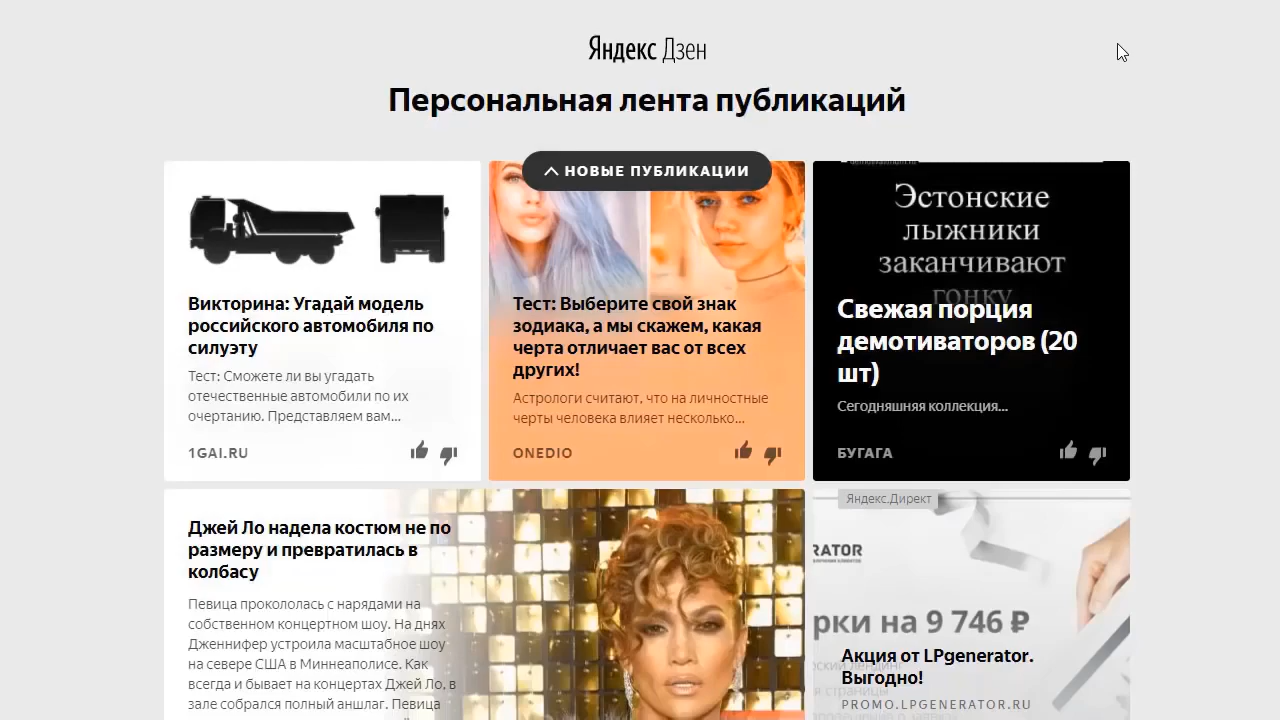 Яндекс Дзен
Персональная лента публикаций
НОВЫЕ ПУБЛИКАЦИИ
Викторина: Угадай модель
российского автомобиля по
силуэту
Тест: Сможете ли вы угадать
отечественные автомобили по их
очертанию. Представляем вам...
1GAI.RU
Тест: Выберите свой знак
зодиака, а мы скажем, какая
черта отличает вас от всех
других!
Астрологи считают, что на личностные
черты человека влияет несколько...
ONEDIO
Эстонские
лыжники
заканчивают
гонку
Свежая порция
демотиваторов (20
шт)
Сегодняшняя коллекция...
БУГАГА
Джей Ло надела костюм не по
размеру и превратилась в
колбасу
Певица прокололась с нарядами на
собственном концертном шоу. На днях
Дженнифер устроила масштабное шоу
на севере США в Миннеаполисе. Как
всегда и бывает на концертах Джей Ло, в
зале собрался полный аншлаг. Певица
Яндекс.Директ
RATOR
рки на 9 746 ₽
Акция от LPgenerator.
Выгодно!
страницы
PROMO.LPGENERATOR.RU